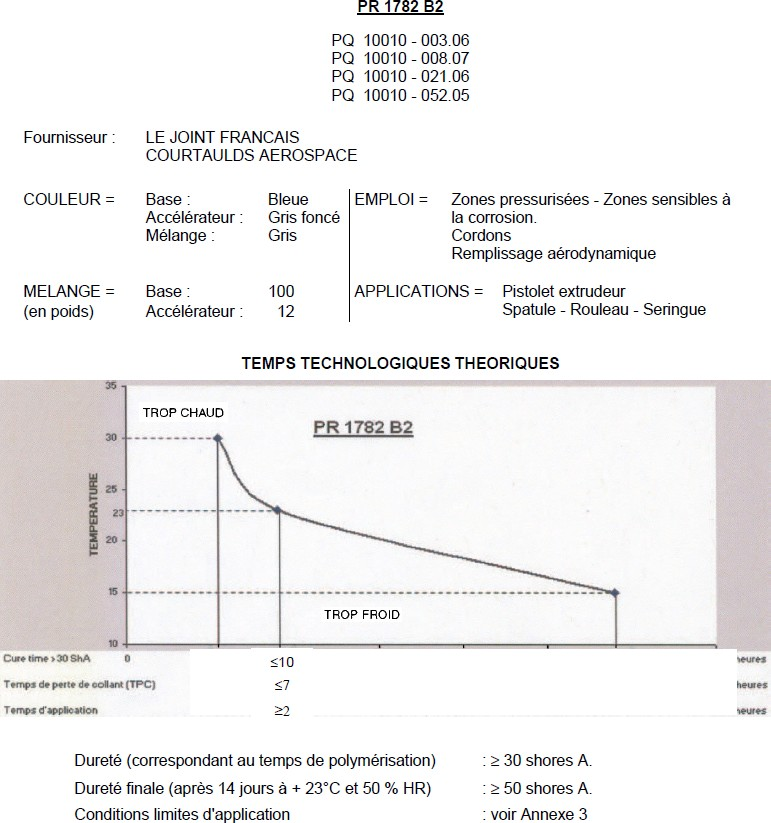 PR 1782 B2
PQ 10010 - 003.06
PQ 10010 - 008.07
PQ 10010 - 021.06
PQ 10010 - 052.05
Fournisseur : LE JOINT FRANCAIS
COURTAULDS AEROSPACE
COULEUR = Base : Bleue EMPLOI = Zones pressurisées - Zones sensibles à
Accélérateur : Gris foncé la corrosion.
Mélange : Gris Cordons
Remplissage aérodynamique
MELANGE = Base : 100 APPLICATIONS = Pistolet extrudeur
(en poids) Accélérateur : 12 Spatule - Rouleau - Seringue
TEMPS TECHNOLOGIQUES THEORIQUES
35
TROP CHAUD
PR 1782 B2
30
25
23
20
15
10
TEMPERATURE
TROP FROID
Cure time >30 ShA 0 ≤10 heures
Temps de perte de collant (TPC) ≤7 heures
Temps d'application ≥2 heures
Dureté (correspondant au temps de polymérisation) : ≥ 30 shores A.
Dureté finale (après 14 jours à + 23°C et 50 % HR) : ≥ 50 shores A.
Conditions limites d'application : voir Annexe 3